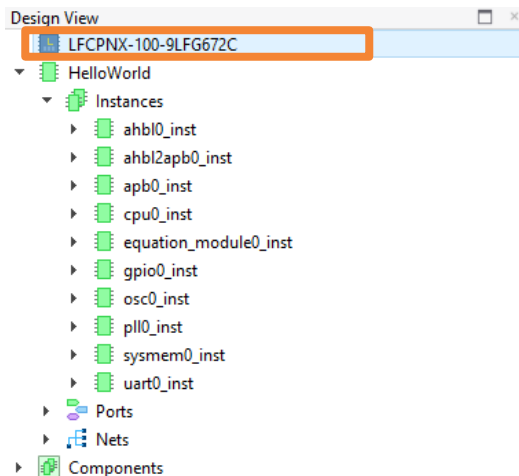 Design View
LFCPNX-100-9LFG672C
HelloWorld
Instances
ahbl0_inst
ahbl2apb0_inst
apb0_inst
cpu0_inst
equation_module0_inst
gpio0_inst
osc0_inst
pll0_inst
sysmem0_inst
uart0_inst
Ports
Nets
Components